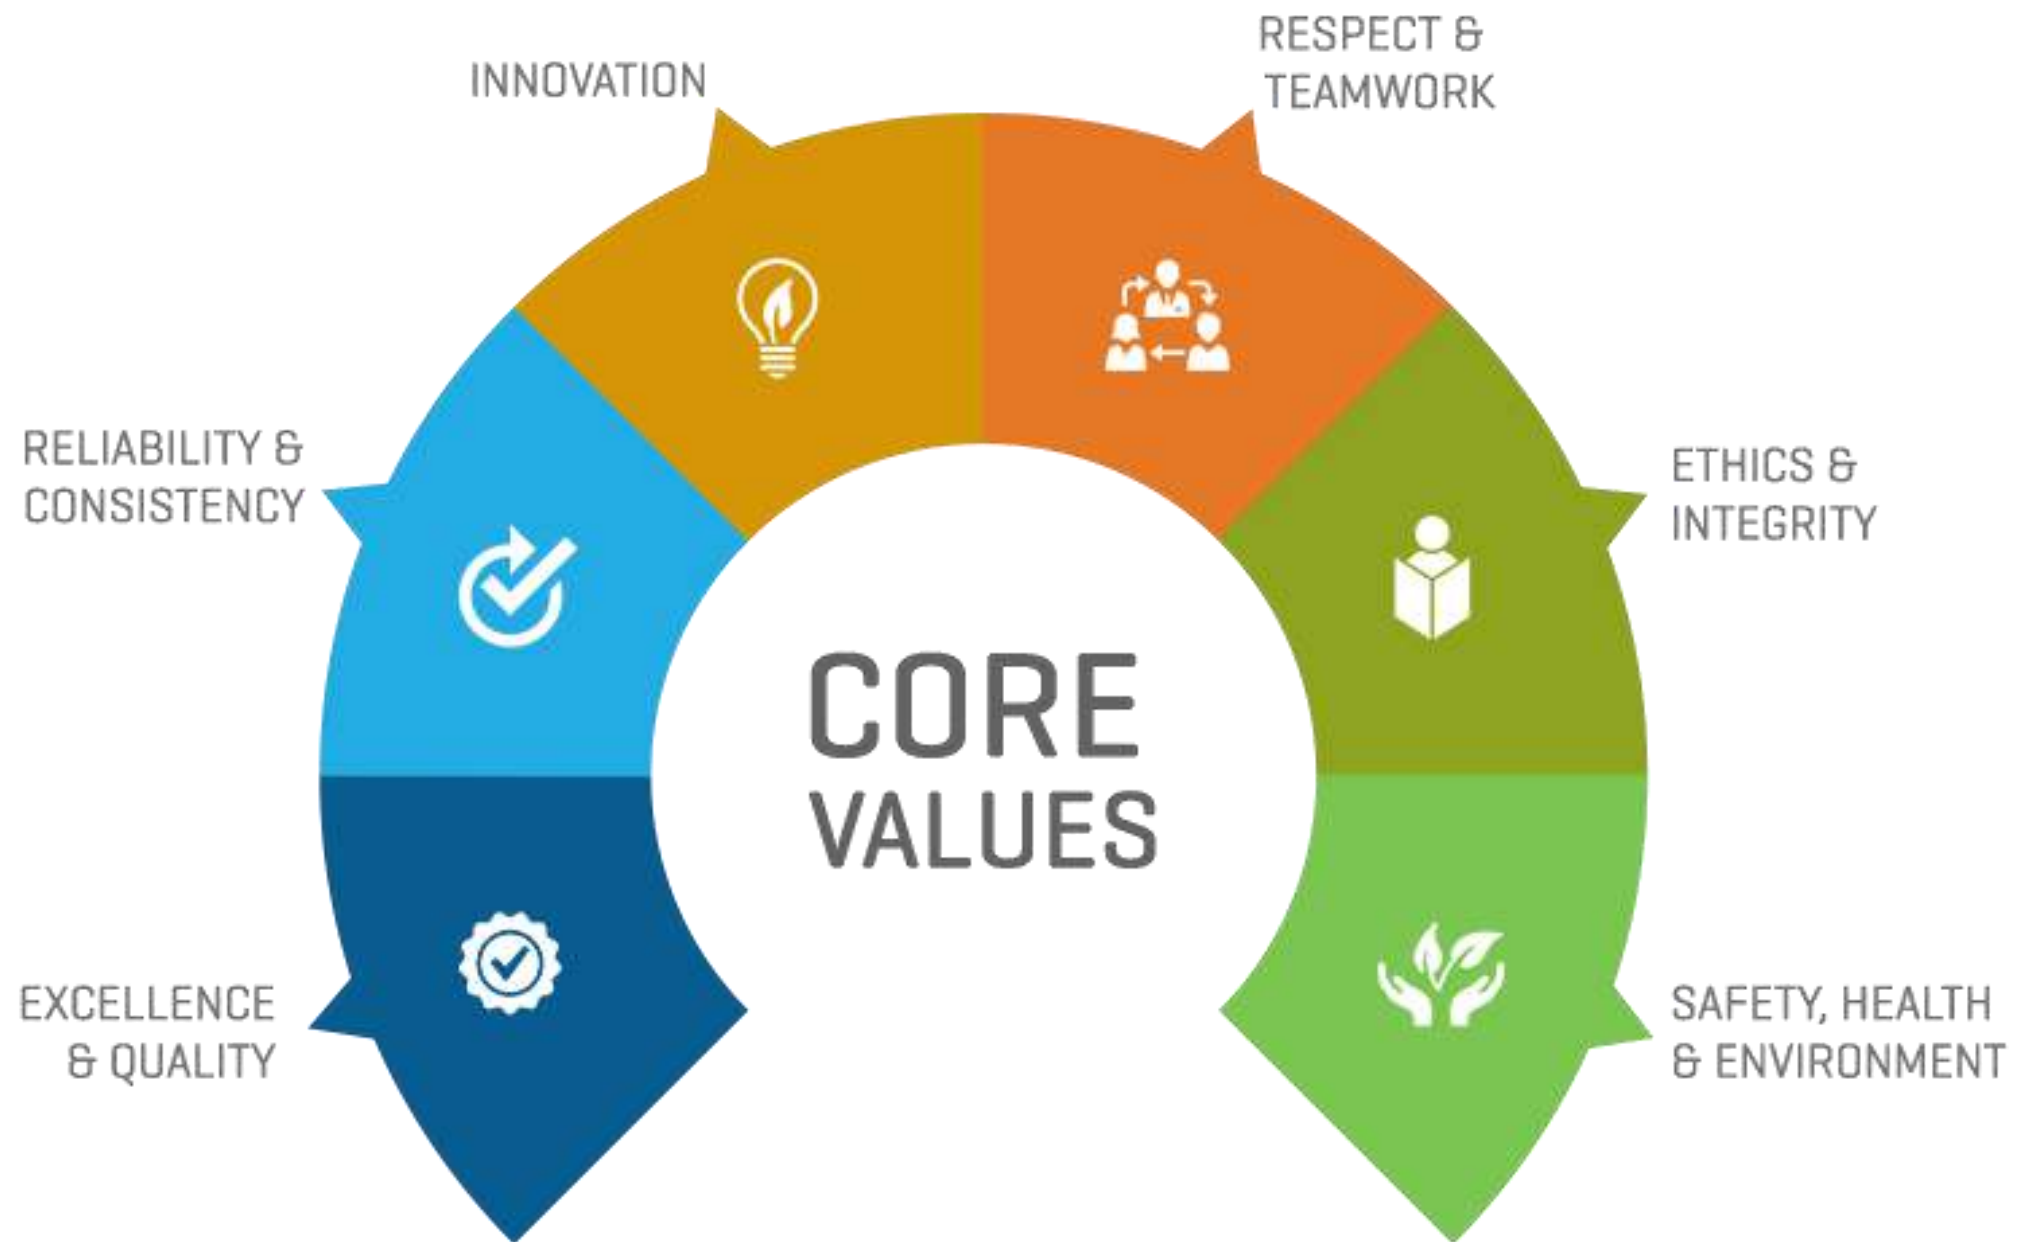 RESPECT &
TEAMWORK
INNOVATION
RELIABILITY &
CONSISTENCY
ETHICS &
INTEGRITY
CORE
VALUES
EXCELLENCE
& QUALITY
SAFETY, HEALTH
& ENVIRONMENT